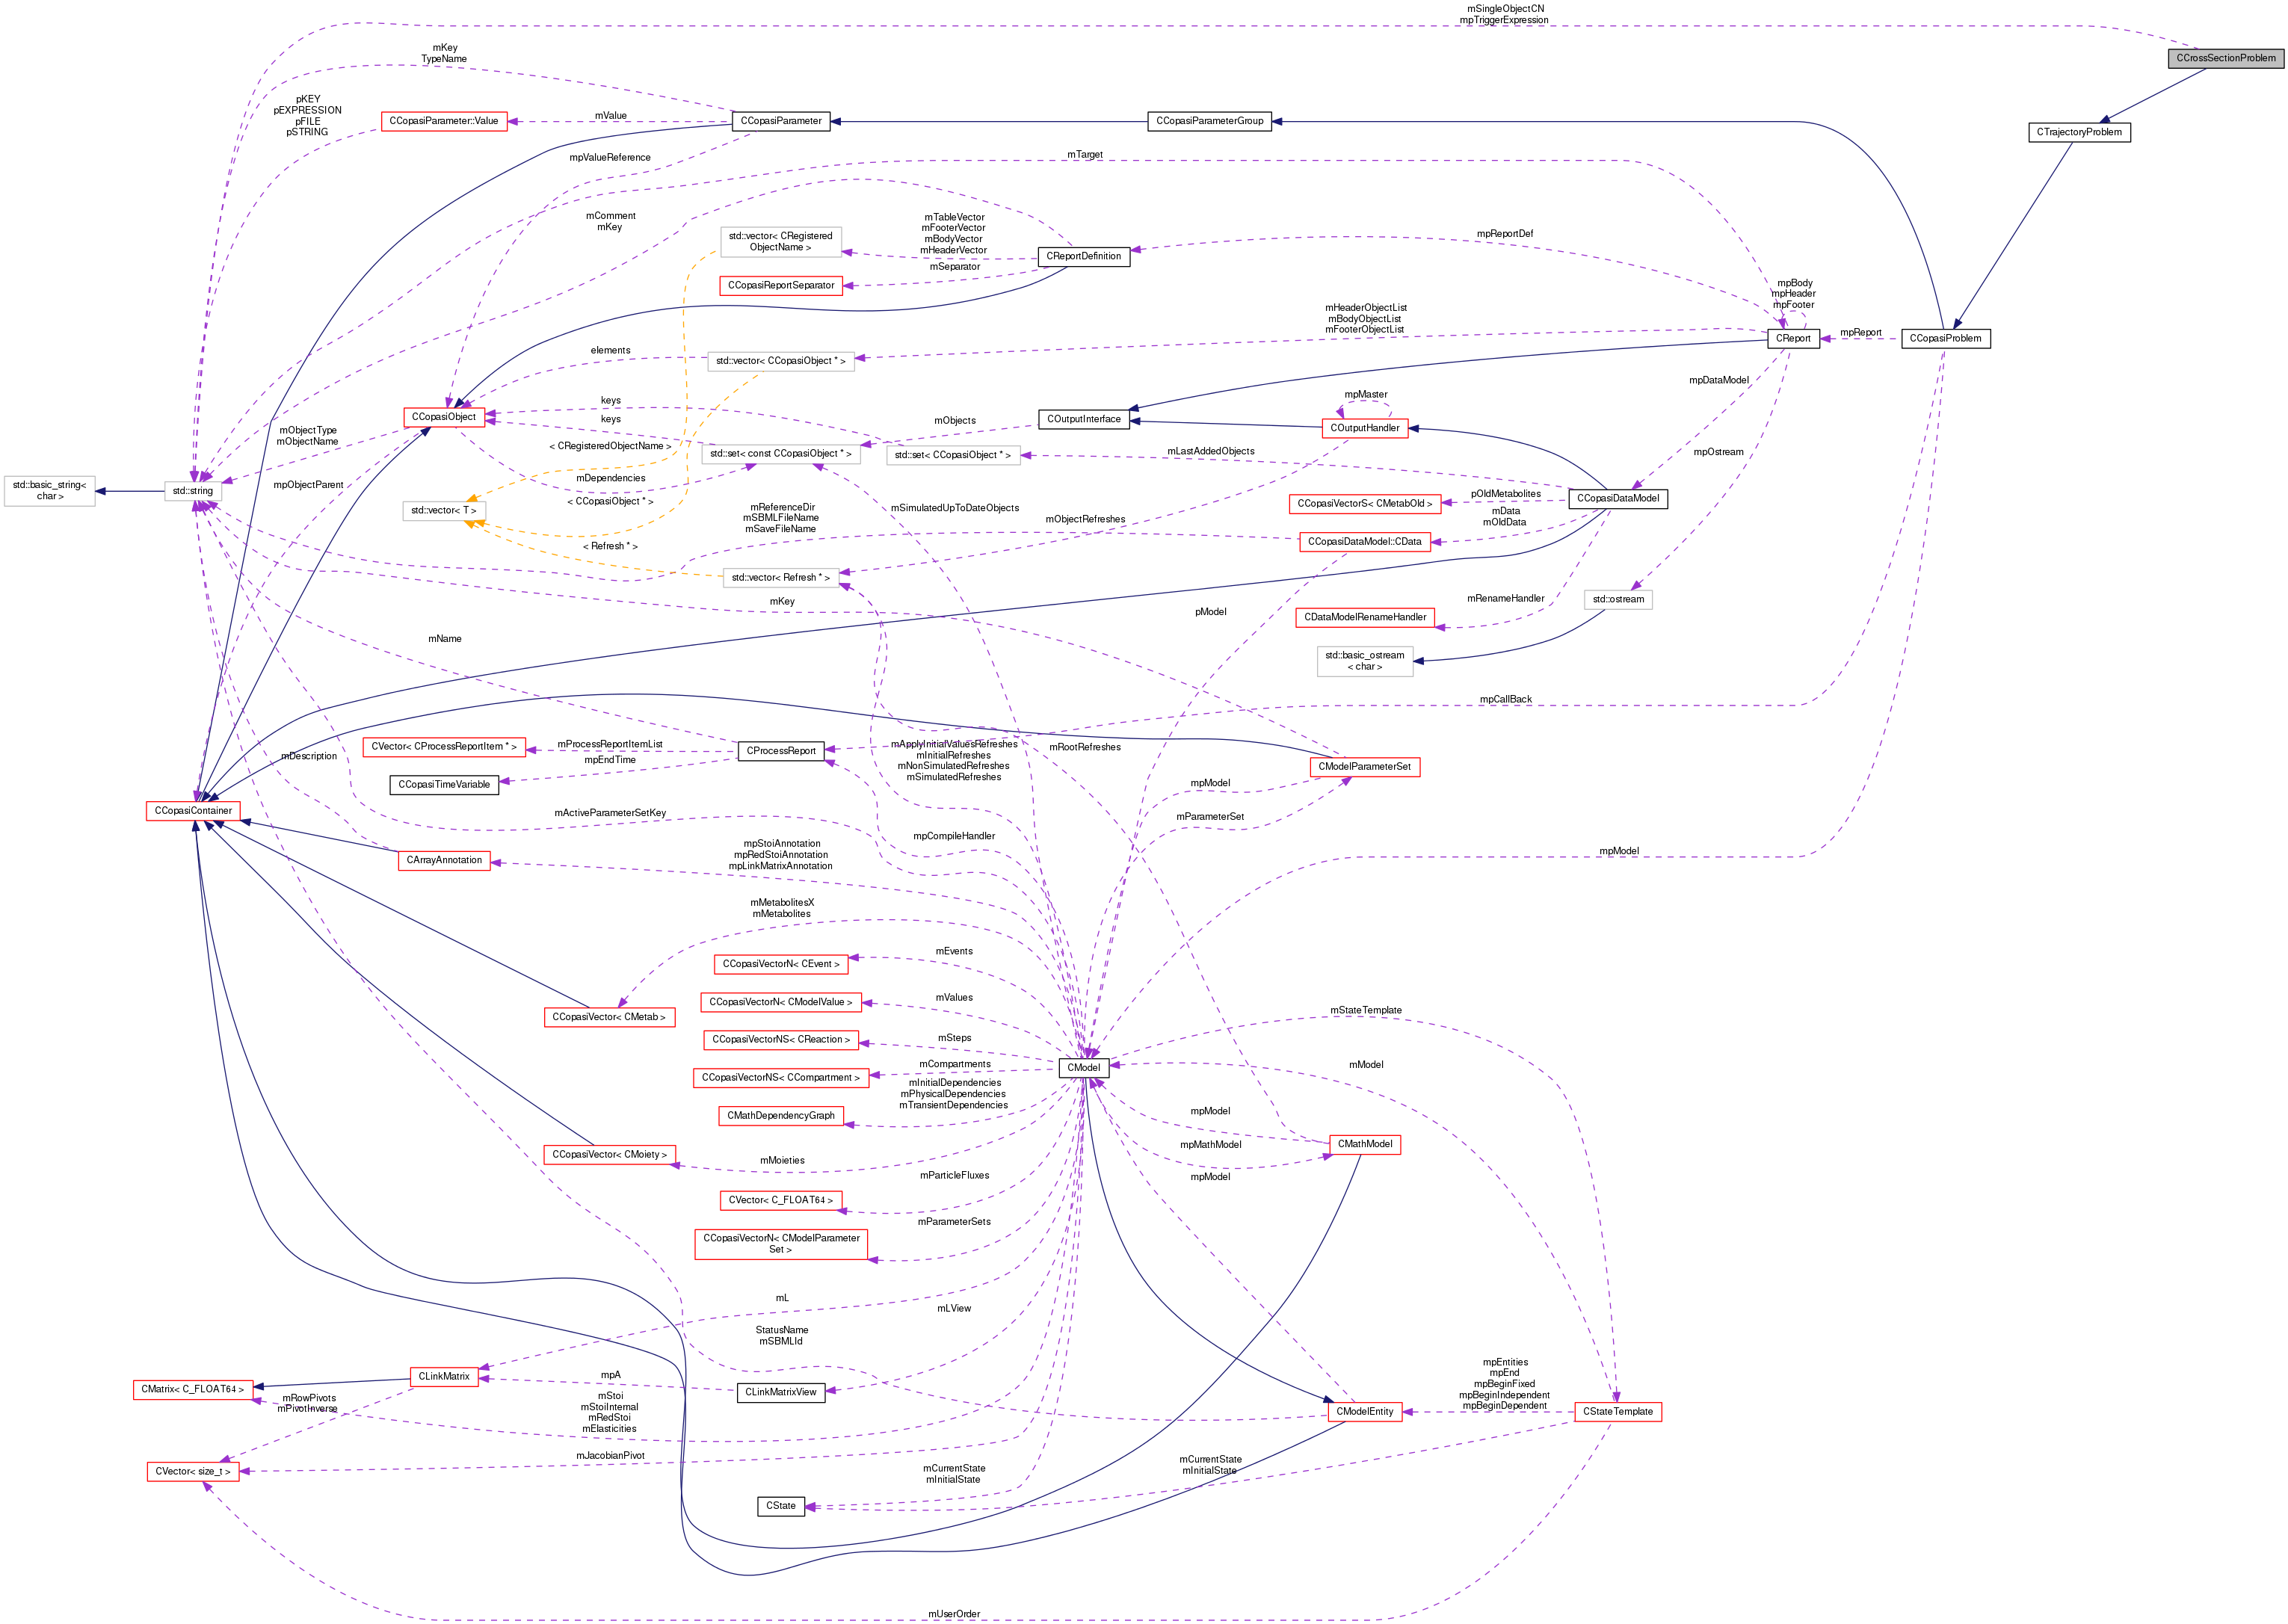 mSingleObjectCN
mpTriggerExpression
CCrossSectionProblem
mKey
TypeName
pKEY
pEXPRESSION
pFILE
pSTRING
CCopasiParameter::Value
mValue
CCopasiParameter
CCopasiParameterGroup
CTrajectoryProblem
mpValueReference
mTarget
mComment
mKey
std::vector< CRegistered
ObjectName >
mTableVector
mFooterVector
mBodyVector
mHeaderVector
mSeparator
CReportDefinition
mpReportDef
CCopasiReportSeparator
mpBody
mpHeader
mpFooter
mHeaderObjectList
mBodyObjectList
mFooterObjectList
CReport
mpReport
CCopasiProblem
elements
std::vector< CCopasiObject * >
mpDataModel
keys
keys
CCopasiObject
mObjects
COutputInterface
mpMaster
COutputHandler
mObjectType
mObjectName
< CRegisteredObjectName >
std::set< const CCopasiObject * >
std::set< CCopasiObject * >
mLastAddedObjects
mpOstream
std::basic_string<
char >
std::string
mpObjectParent
mDependencies
< CCopasiObject * >
std::vector< T >
mReferenceDir
mSBMLFileName
mSaveFileName
mSimulatedUpToDateObjects
mObjectRefreshes
CCopasiVectorS< CMetabOld >
pOldMetabolites
mData
mOldData
CCopasiDataModel
CCopasiDataModel::CData
< Refresh * >
std::vector< Refresh * >
mKey
pModel
mRenameHandler
CDataModelRenameHandler
std::ostream
std::basic_ostream
< char >
mName
mpCallBack
CVector< CProcessReportItem * >
mProcessReportItemList
mpEndTime
CProcessReport
CCopasiTimeVariable
mDescription
mApplyInitialValuesRefreshes
mInitialRefreshes
mNonSimulatedRefreshes
mSimulatedRefreshes
mRootRefreshes
CModelParameterSet
mpModel
mParameterSet
CCopasiContainer
mActiveParameterSetKey
mpCompileHandler
CArrayAnnotation
mpStoiAnnotation
mpRedStoiAnnotation
mpLinkMatrixAnnotation
mpModel
mMetabolitesX
mMetabolites
CCopasiVectorN< CEvent >
mEvents
CCopasiVector< CMetab >
CCopasiVectorN< CModelValue >
mValues
mStateTemplate
CCopasiVectorNS< CReaction >
mSteps
CCopasiVectorNS< CCompartment >
mCompartments
CModel
mModel
CMathDependencyGraph
mInitialDependencies
mPhysicalDependencies
mTransientDependencies
mpModel
mpMathModel
mpModel
CMathModel
CCopasiVector< CMoiety >
mMoieties
CVector< C_FLOAT64 >
mParticleFluxes
CCopasiVectorN< CModelParameter
Set >
mParameterSets
mL
mLView
StatusName
mSBMLId
CMatrix< C_FLOAT64 >
CLinkMatrix
mpA
CLinkMatrixView
mRowPivots
mPivotInverse
mStoi
mStoiInternal
mRedStoi
mElasticities
CModelEntity
mpEntities
mpEnd
mpBeginFixed
mpBeginIndependent
mpBeginDependent
CStateTemplate
CVector< size_t >
mJacobianPivot
mCurrentState
mInitialState
mCurrentState
mInitialState
CState
mUserOrder